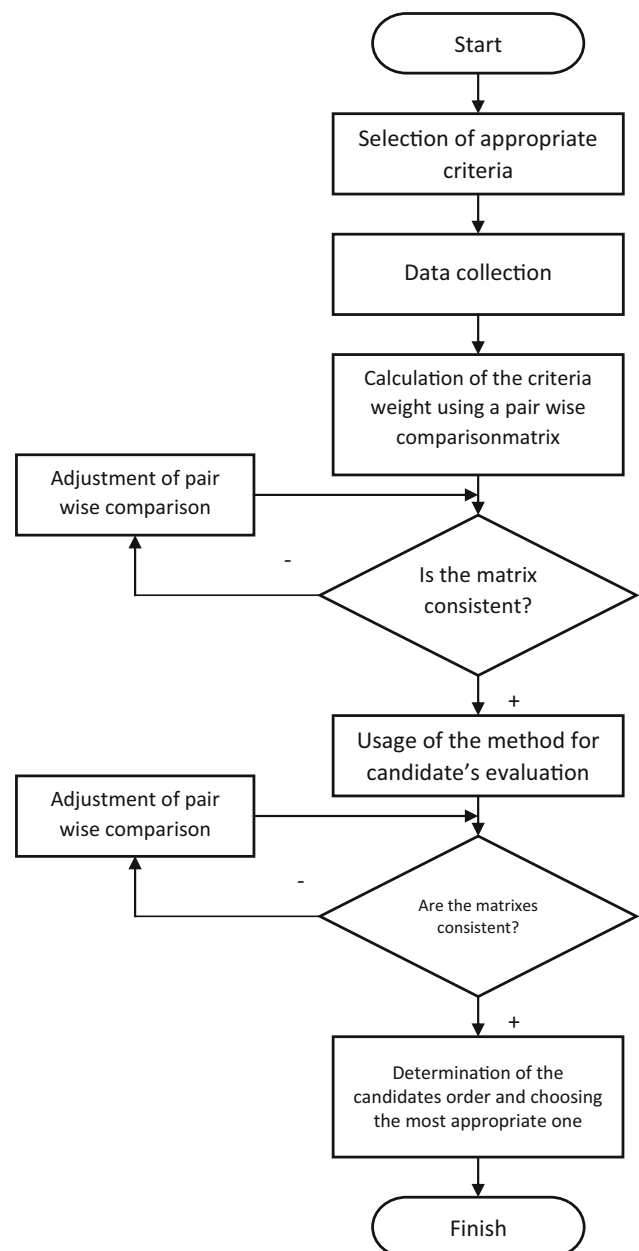 Start
Selection of appropriate
criteria
Data collection
Calculation of the criteria
weight using a pair wise
comparisonmatrix
Adjustment of pair
wise comparison
-
Is the matrix
consistent?
+
Usage of the method for
candidate’s evaluation
Adjustment of pair
wise comparison
-
Are the matrixes
consistent?
+
Determination of the
candidates order and choosing
the most appropriate one
Finish